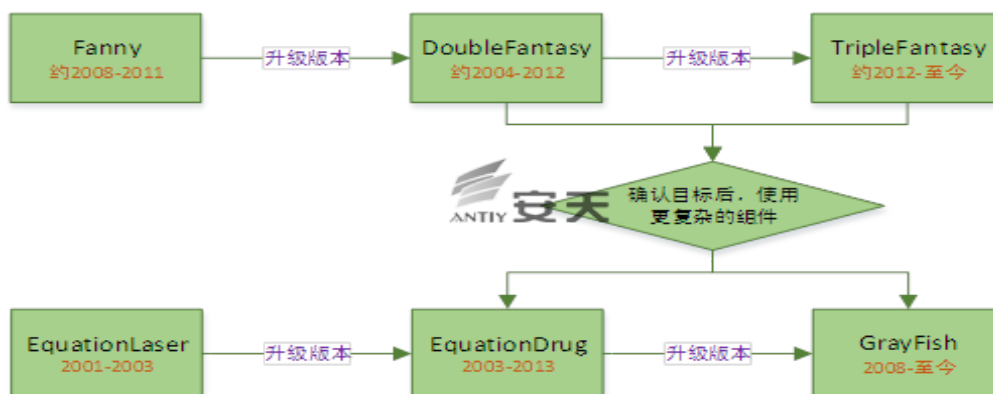 Fanny
约2008-2011
升级版本
DoubleFantasy
约2004-2012
升级版本
TripleFantasy
约2012-至今
ANTIY 安天
确认目标后，使用
更复杂的组件
EquationLaser
2001-2003
升级版本
EquationDrug
2003-2013
升级版本
GrayFish
2008-至今